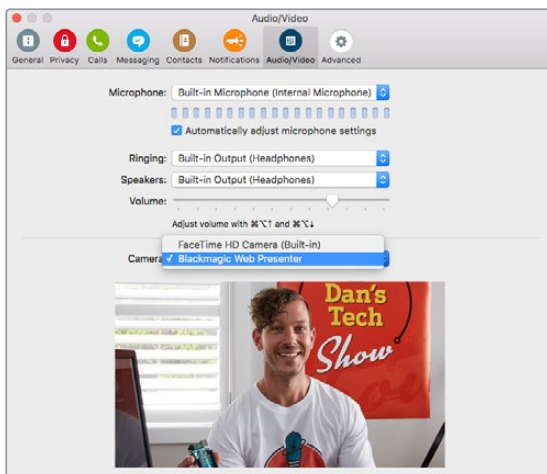 Audio/Video
General Privacy Calls Messaging Contacts Notifications Audio/Video Advanced
Microphone: Built-in Microphone (Internal Microphone)
Automatically adjust microphone settings
Ringing: Built-in Output (Headphones)
Speakers: Built-in Output (Headphones)
Volume:
Adjust volume with ⌘⌥↑ and ⌘⌥↓
FaceTime HD Camera (Built-in)
Camera ✓ Blackmagic Web Presenter
Dan's
Tech
Show